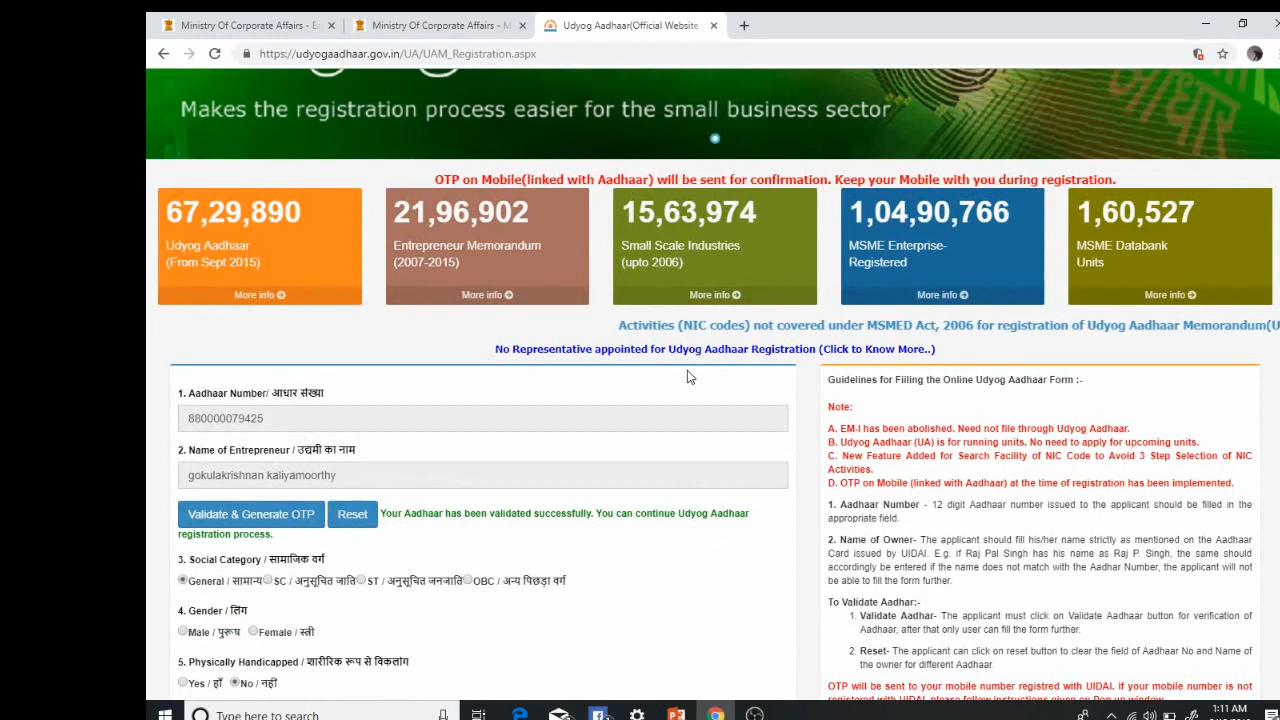 Ministry Of Corporate Affairs - E
Ministry Of Corporate Affairs - M
Udyog Aadhaar(Official Website
https://udyogaadhaar.gov.in/UA/UAM_Registration.aspx
Makes the registration process easier for the small business sector
OTP on Mobile(linked with Aadhaar) will be sent for confirmation. Keep your Mobile with you during registration.
67,29,890
Udyog Aadhaar
(From Sept 2015)
More info
21,96,902
Entrepreneur Memorandum
(2007-2015)
More info
15,63,974
Small Scale Industries
(upto 2006)
More info
1,04,90,766
MSME Enterprise-
Registered
More info
1,60,527
MSME Databank
Units
More info
Activities (NIC codes) not covered under MSMED Act, 2006 for registration of Udyog Aadhaar Memorandum(U
No Representative appointed for Udyog Aadhaar Registration (Click to Know More..)
1. Aadhaar Number/ आधार संख्या
880000079425
2. Name of Entrepreneur / उद्यमी का नाम
gokulakrishnan kaliyamoorthy
Validate & Generate OTP
Reset
Your Aadhaar has been validated successfully. You can continue Udyog Aadhaar
registration process.
3. Social Category / सामाजिक वर्ग
General / सामान्य SC / अनुसूचित जाति ST / अनुसूचित जनजाति OBC / अन्य पिछड़ा वर्ग
4. Gender / लिंग
Male / पुरूष Female / स्त्री
5. Physically Handicapped / शारीरिक रूप से विकलांग
Yes / हाँ No / नहीं
Guidelines for Fiiling the Online Udyog Aadhaar Form :-
Note:
A. EM-I has been abolished. Need not file through Udyog Aadhaar.
B. Udyog Aadhaar (UA) is for running units. No need to apply for upcoming units.
C. New Feature Added for Search Facility of NIC Code to Avoid 3 Step Selection of NIC
Activities.
D. OTP on Mobile (linked with Aadhaar) at the time of registration has been implemented.
1. Aadhaar Number - 12 digit Aadhaar number issued to the applicant should be filled in the
appropriate field.
2. Name of Owner- The applicant should fill his/her name strictly as mentioned on the Aadhaar
Card issued by UIDAI. E.g. if Raj Pal Singh has his name as Raj P. Singh, the same should
accordingly be entered if the name does not match with the Aadhar Number, the applicant will not
be able to fill the form further.
To Validate Aadhar:-
1. Validate Aadhar- The applicant must click on Validate Aadhaar button for verification of
Aadhaar, after that only user can fill the form further.
2. Reset- The applicant can click on reset button to clear the field of Aadhaar No and Name of
the owner for different Aadhaar.
OTP will be sent to your mobile number registred with UIDAI. If your mobile number is not
registered with UIDAI, please follow instructions given on Pop up window.
Type here to search
1:11 AM